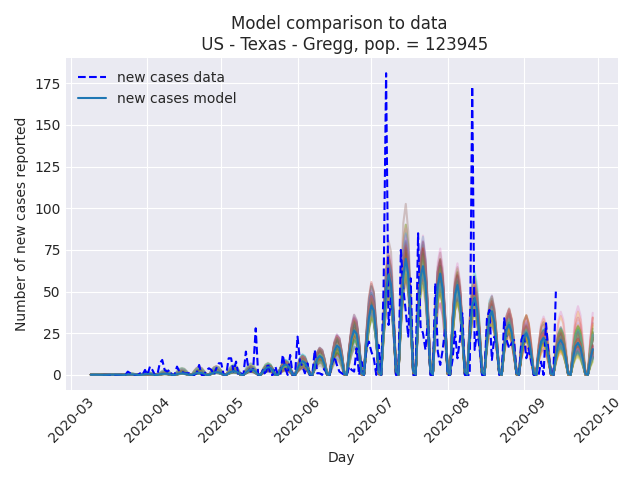 Model comparison to data
US - Texas - Gregg, pop. = 123945
new cases data
new cases model
Number of new cases reported
175
150
125
100
75
50
25
0
2020-03
2020-04
2020-05
2020-06
2020-07
2020-08
2020-09
2020-10
Day